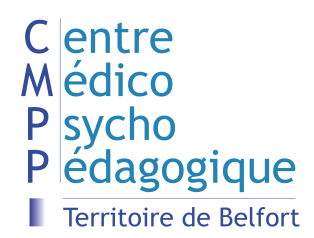 Centre
Médico
Psycho
Pédagogique
Territoire de Belfort